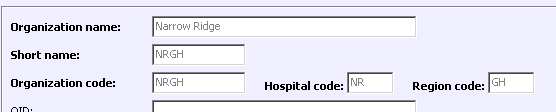 Organization name: Narrow Ridge
Short name: NRGH
Organization code: NRGH Hospital code: NR Region code: GH
OID: